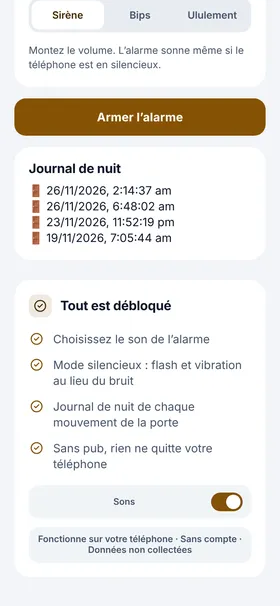 Sirène
Bips
Ululement
Montez le volume. L’alarme sonne même si le
téléphone est en silencieux.
Armer l’alarme
Journal de nuit
🚪 26/11/2026, 2:14:37 am
🚪 26/11/2026, 6:48:02 am
🚪 23/11/2026, 11:52:19 pm
🚪 19/11/2026, 7:05:44 am
Tout est débloqué
Choisissez le son de l’alarme
Mode silencieux : flash et vibration
au lieu du bruit
Journal de nuit de chaque
mouvement de la porte
Sans pub, rien ne quitte votre
téléphone
Sons
Fonctionne sur votre téléphone · Sans compte ·
Données non collectées